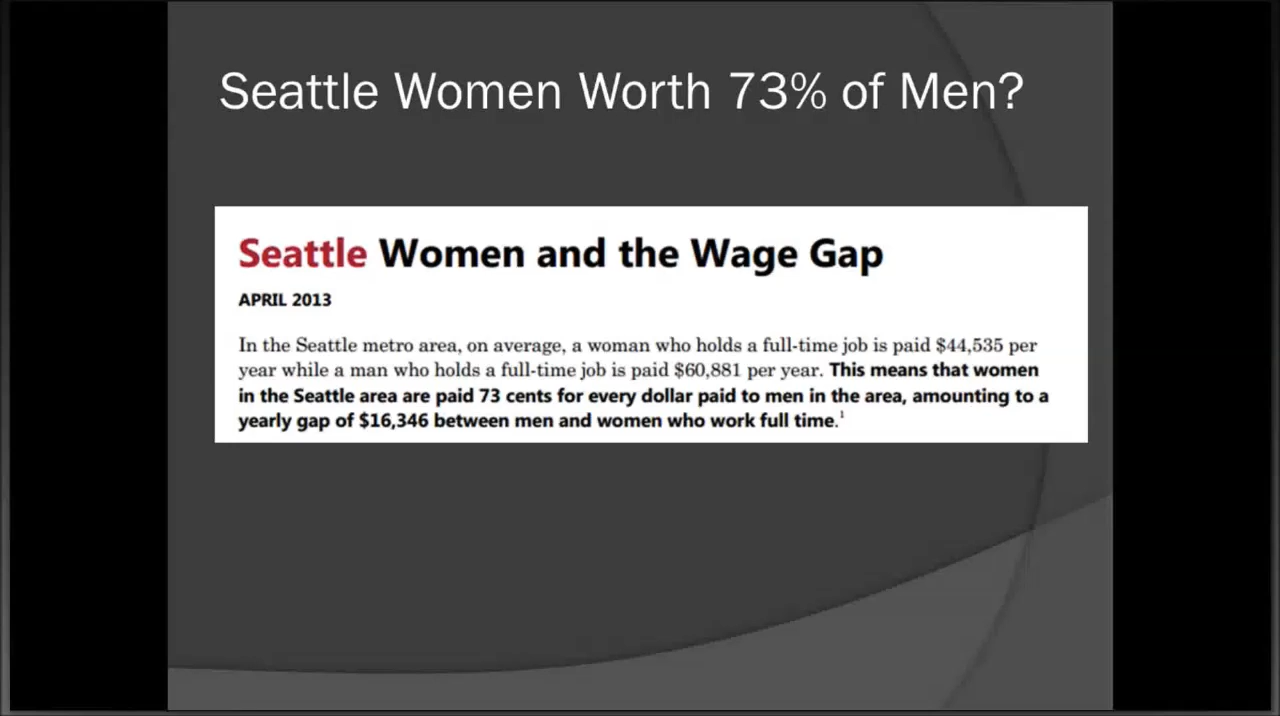 Seattle Women Worth 73% of Men?
Seattle Women and the Wage Gap
APRIL 2013
In the Seattle metro area, on average, a woman who holds a full-time job is paid $44,535 per
year while a man who holds a full-time job is paid $60,881 per year. This means that women
in the Seattle area are paid 73 cents for every dollar paid to men in the area, amounting to a
yearly gap of $16,346 between men and women who work full time.¹